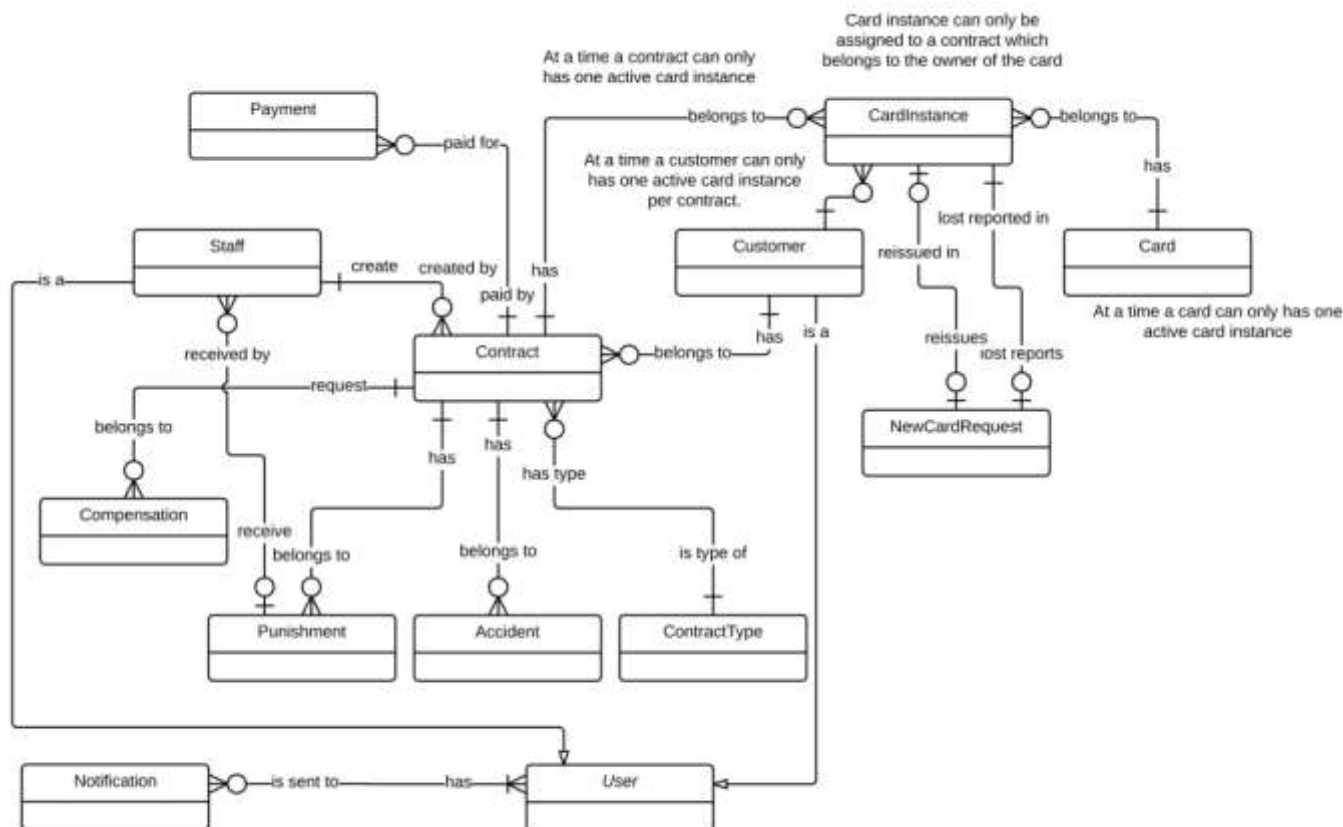 Card instance can only be
assigned to a contract which
belongs to the owner of the card
At a time a contract can only
has one active card instance
Payment
belongs to
CardInstance
belongs to
paid for
At a time a customer can only
has one active card instance
per contract.
has
lost reported in
Staff
Customer
Card
is a
create
created by
has
reissued in
paid by
At a time a card can only has one
active card instance
received by
Contract
belongs to
has
is a
reissues
lost reports
request
belongs to
has
has
has type
NewCardRequest
Compensation
receive
belongs to
belongs to
is type of
Punishment
Accident
ContractType
Notification
is sent to
has
User